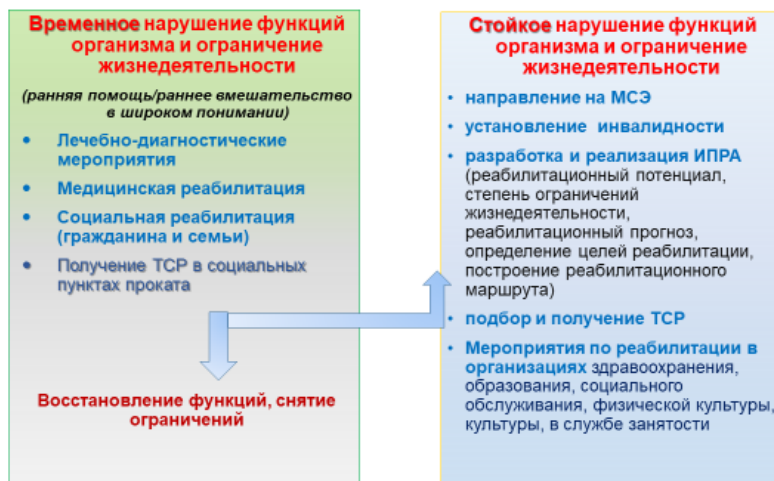 Временное нарушение функций
организма и ограничение
жизнедеятельности
(ранняя помощь/раннее вмешательство
в широком понимании)
• Лечебно-диагностические
мероприятия
• Медицинская реабилитация
• Социальная реабилитация
(гражданина и семьи)
• Получение ТСР в социальных
пунктах проката
Восстановление функций, снятие
ограничений
Стойкое нарушение функций
организма и ограничение
жизнедеятельности
• направление на МСЭ
• установление инвалидности
• разработка и реализация ИПРА
(реабилитационный потенциал,
степень ограничений
жизнедеятельности,
реабилитационный прогноз,
определение целей реабилитации,
построение реабилитационного
маршрута)
• подбор и получение ТСР
• Мероприятия по реабилитации в
организациях здравоохранения,
образования, социального
обслуживания, физической культуры,
культуры, в службе занятости